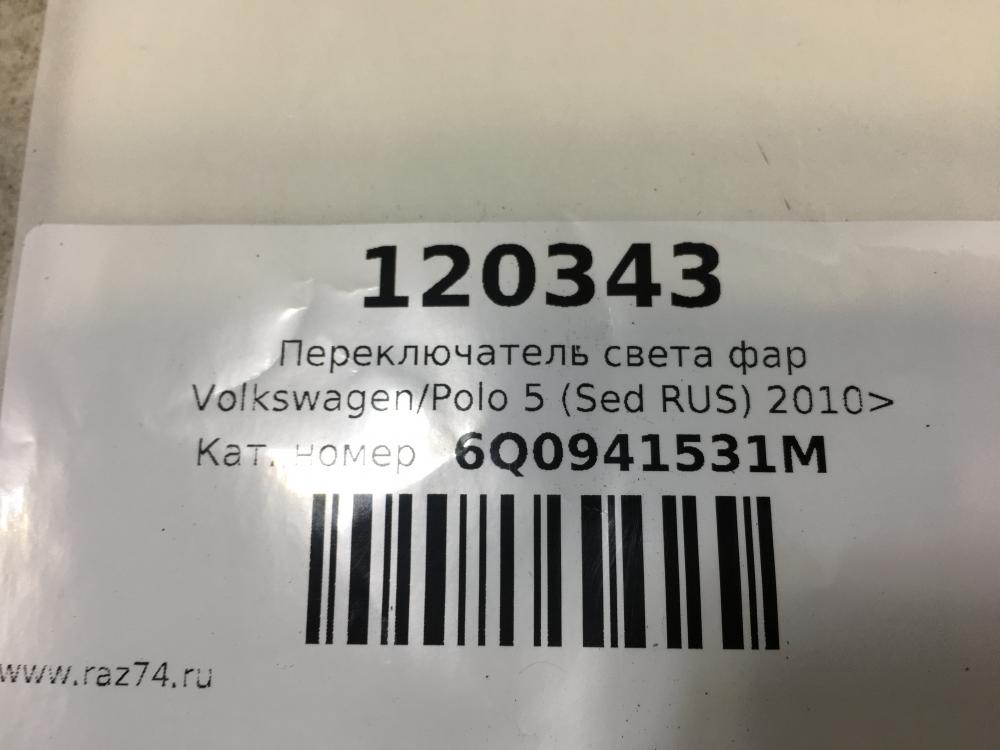 120343
Переключатель света фар
Volkswagen/Polo 5 (Sed RUS) 2010>
Кат. номер 6Q0941531M
www.raz74.ru